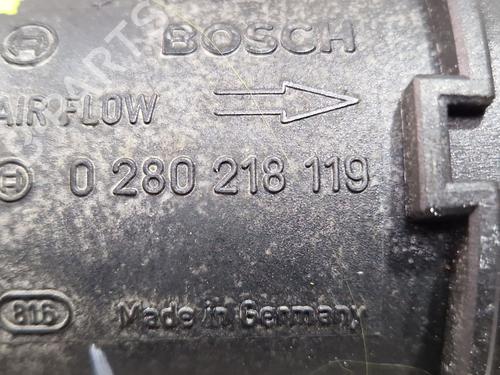 BOSCH
AIR FLOW
0 280 218 119
816
Made in Germany